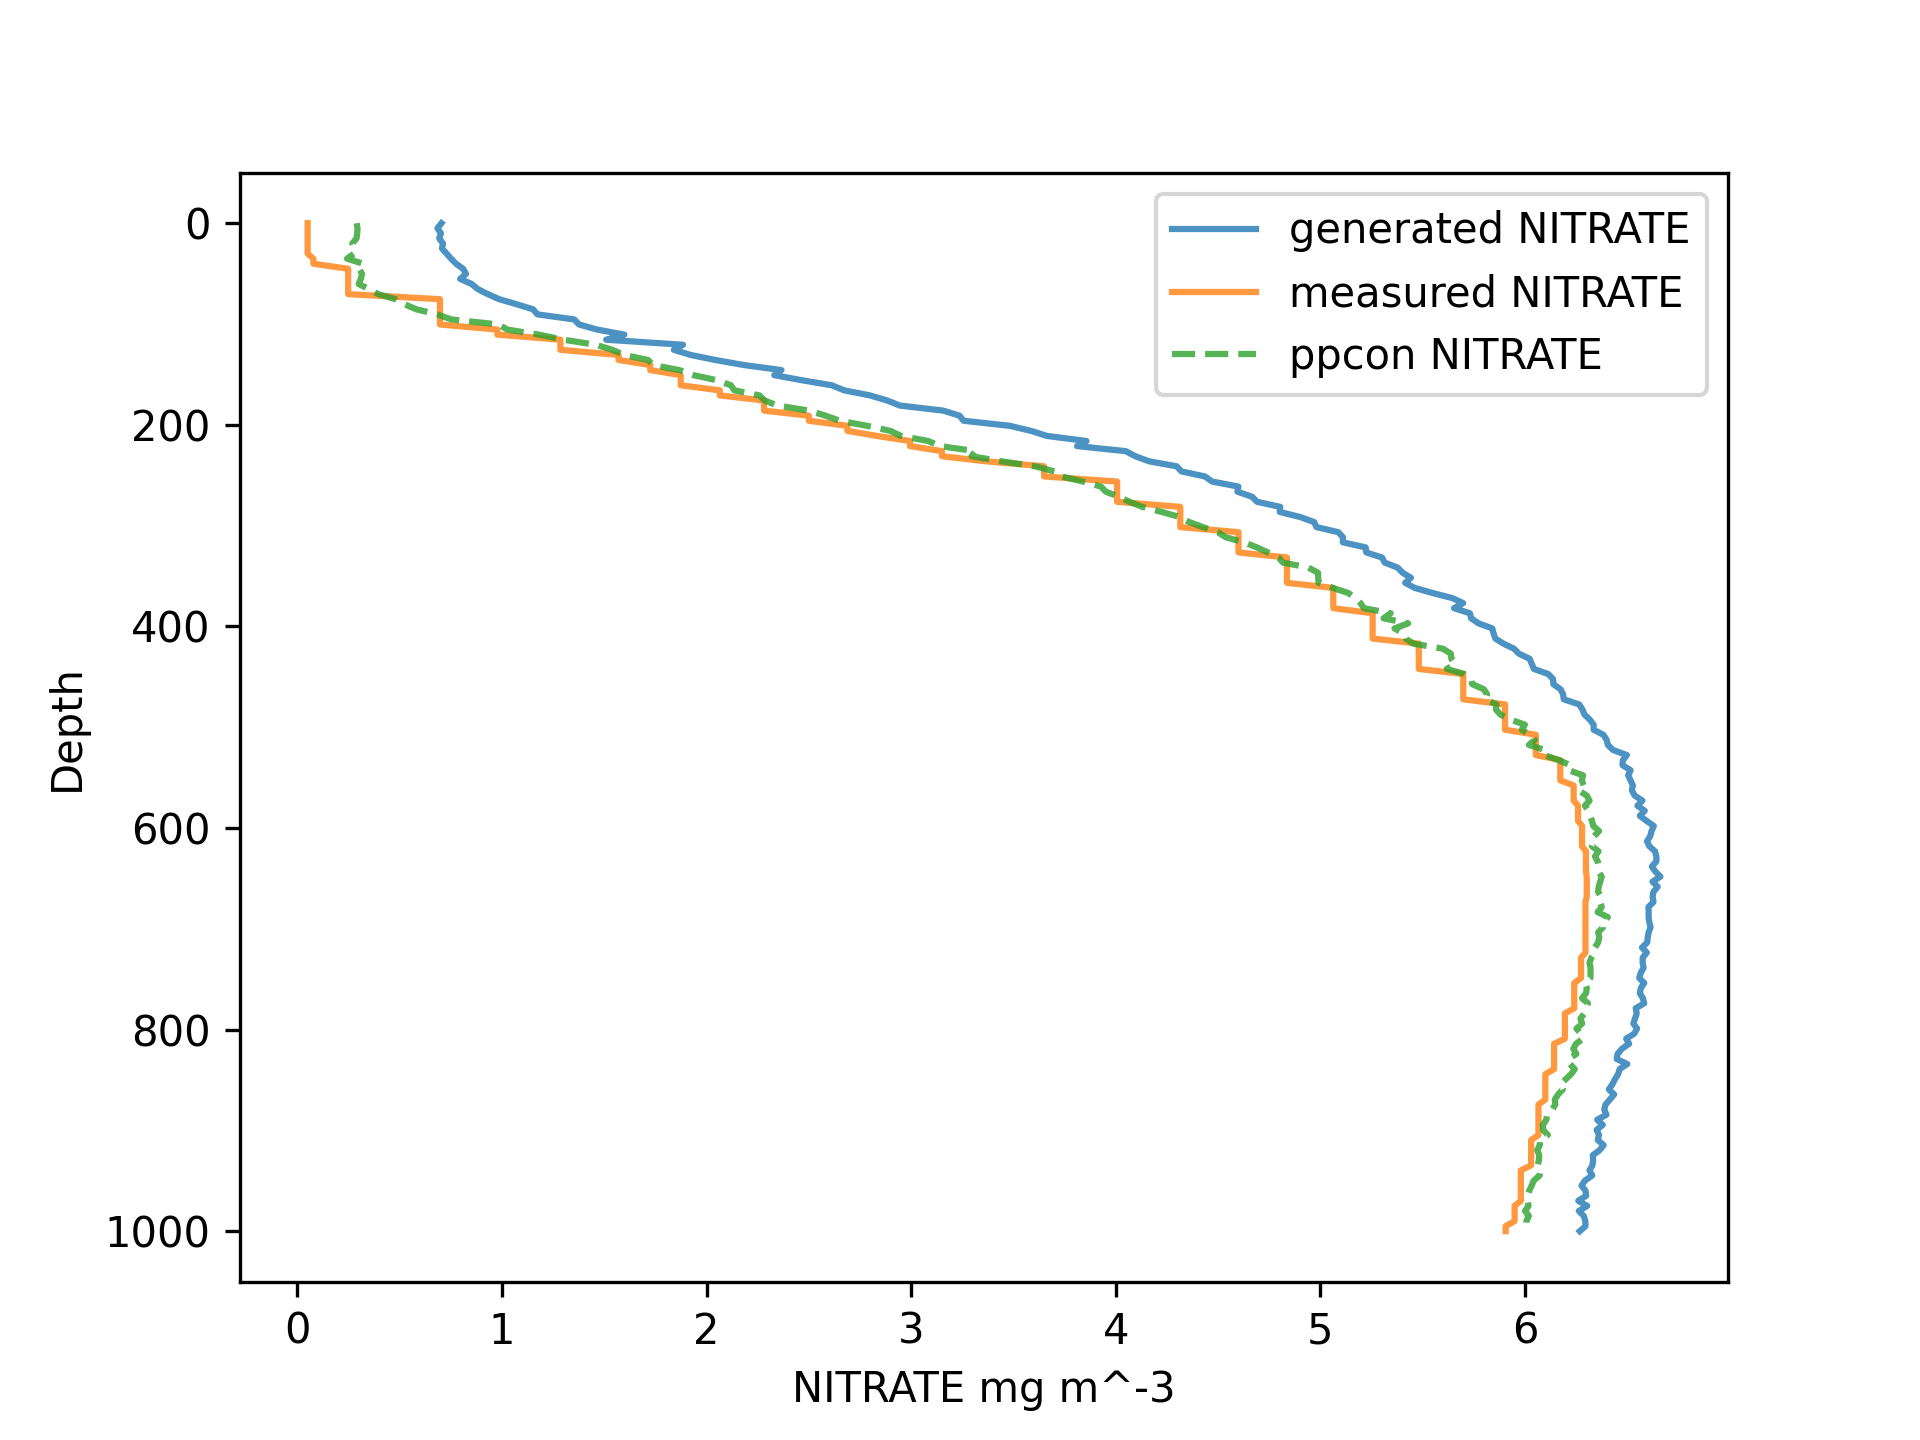 generated NITRATE
measured NITRATE
ppcon NITRATE
0
200
400
600
800
1000
Depth
0 1 2 3 4 5 6
NITRATE mg m^-3